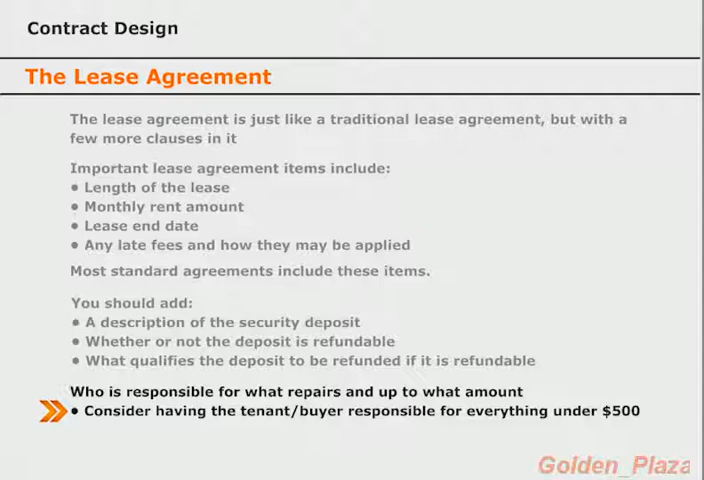 Contract Design
The Lease Agreement
The lease agreement is just like a traditional lease agreement, but with a
few more clauses in it
Important lease agreement items include:
• Length of the lease
• Monthly rent amount
• Lease end date
• Any late fees and how they may be applied
Most standard agreements include these items.
You should add:
• A description of the security deposit
• Whether or not the deposit is refundable
• What qualifies the deposit to be refunded if it is refundable
Who is responsible for what repairs and up to what amount
• Consider having the tenant/buyer responsible for everything under $500
Golden_Plaza